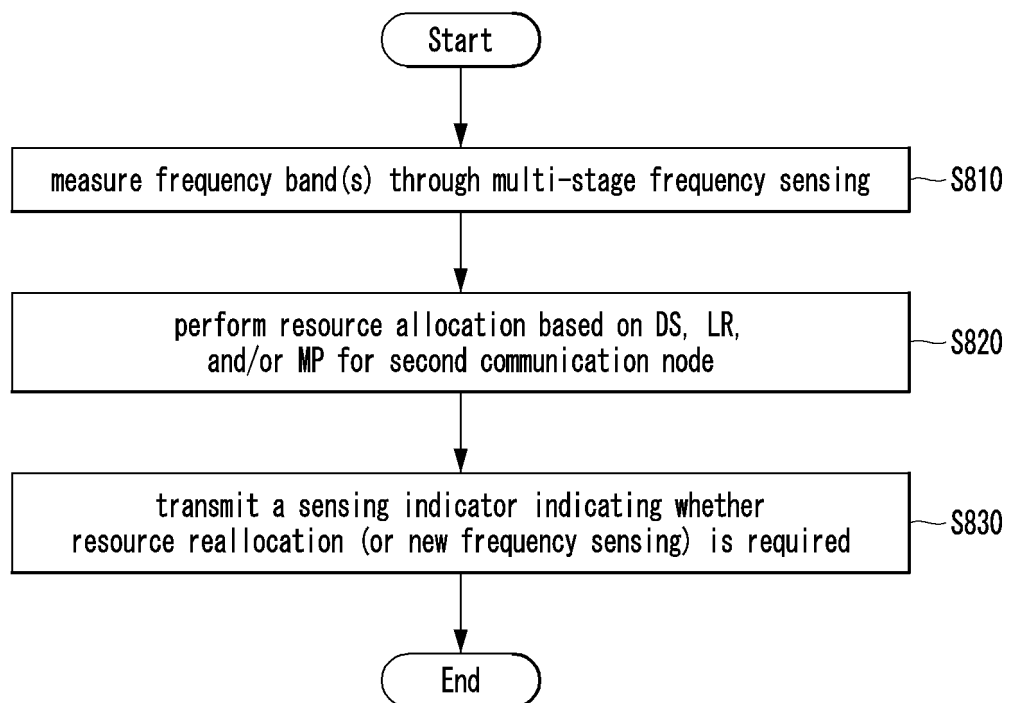 Start
measure frequency band(s) through multi-stage frequency sensing
S810
perform resource allocation based on DS, LR,
and/or MP for second communication node
S820
transmit a sensing indicator indicating whether
resource reallocation (or new frequency sensing) is required
S830
End